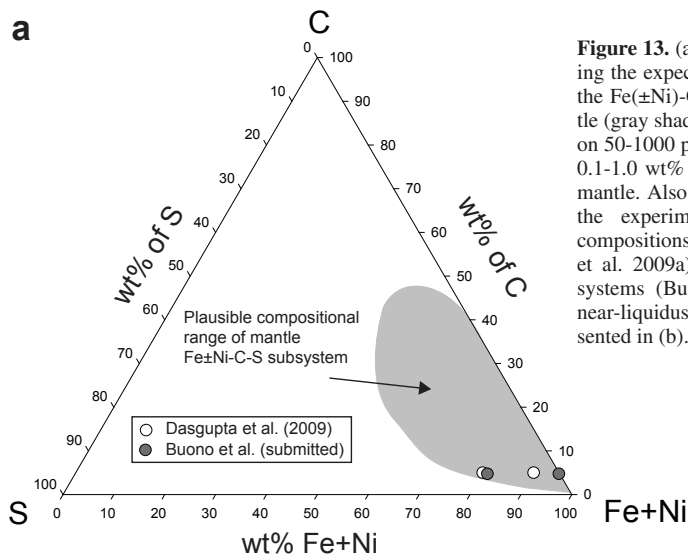 a
C
0
100
10
90
20
80
30
70
40
60
50
50
60
40
70
30
80
20
90
10
100
0
wt% of S
wt% of C
Plausible compositional
range of mantle
Fe±Ni-C-S subsystem
Dasgupta et al. (2009)
Buono et al. (submitted)
S
Fe+Ni
0 10 20 30 40 50 60 70 80 90 100
wt% Fe+Ni
Figure 13. (a
ing the expec
the Fe(±Ni)-
tle (gray shad
on 50-1000 p
0.1-1.0 wt%
mantle. Also
the experim
compositions
et al. 2009a)
systems (Bu
near-liquidus
sented in (b).